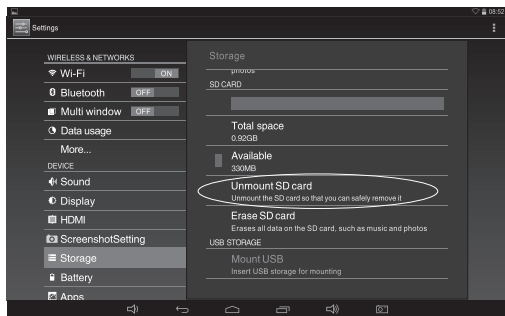 08:52
Settings
WIRELESS & NETWORKS
Wi-Fi ON
Bluetooth OFF
Multi window OFF
Data usage
More...
DEVICE
Sound
Display
HDMI
ScreenshotSetting
Storage
Battery
Apps
Storage
photos
SD CARD
Total space
0.92GB
Available
330MB
Unmount SD card
Unmount the SD card so that you can safely remove it
Erase SD card
Erases all data on the SD card, such as music and photos
USB STORAGE
Mount USB
Insert USB storage for mounting